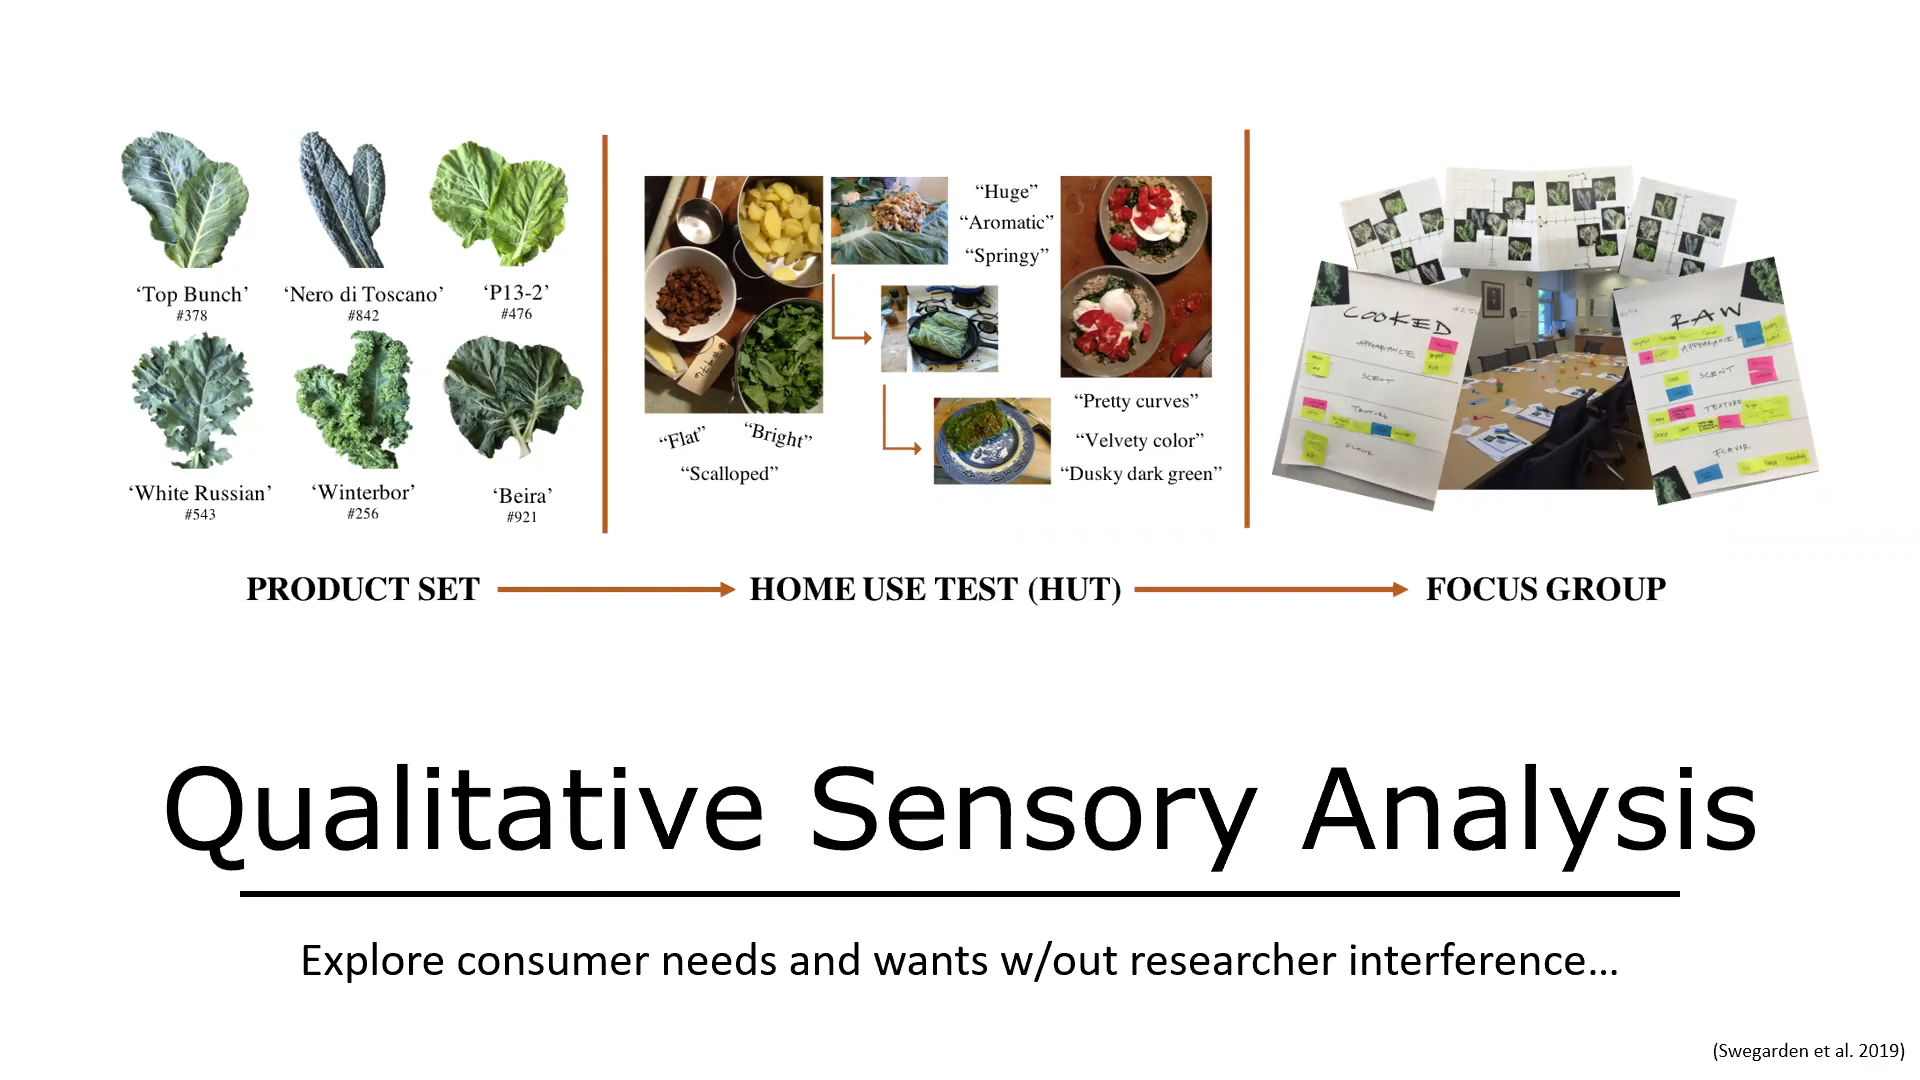 ‘Top Bunch’
#378
‘Nero di Toscano’
#842
‘P13-2’
#476
‘White Russian’
#543
‘Winterbor’
#256
‘Beira’
#921
“Huge”
“Aromatic”
“Springy”
“Flat”
“Bright”
“Scalloped”
“Pretty curves”
“Velvety color”
“Dusky dark green”
COOKED
APPEARANCE
SCENT
TEXTURE
FLAVOR
RAW
APPEARANCE
SCENT
TEXTURE
FLAVOR
PRODUCT SET
HOME USE TEST (HUT)
FOCUS GROUP
Qualitative Sensory Analysis
Explore consumer needs and wants w/out researcher interference…
(Swegarden et al. 2019)